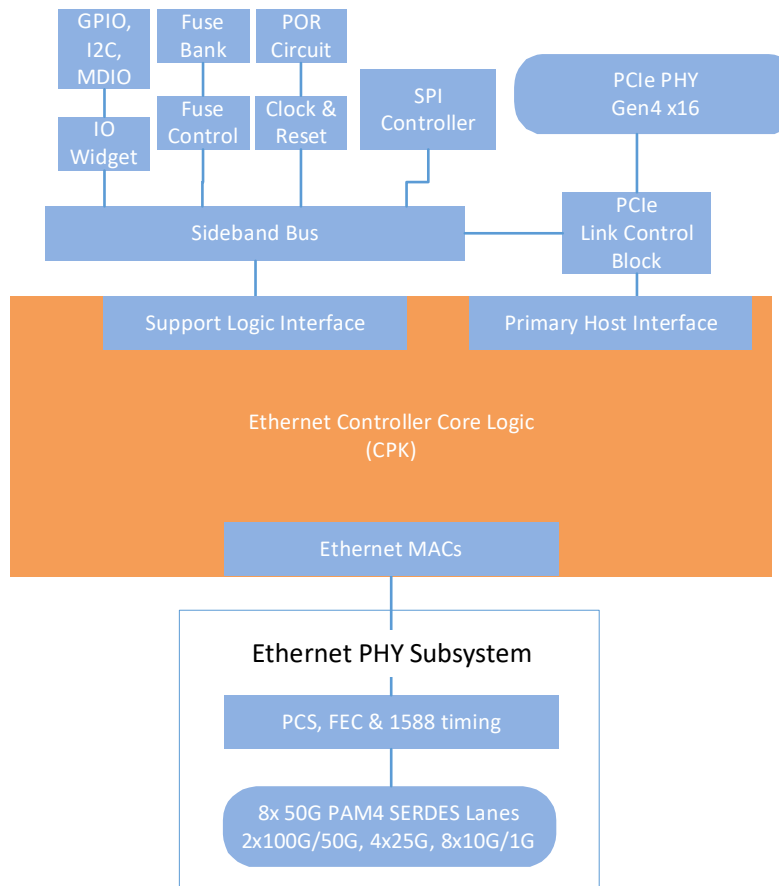 GPIO,
I2C,
MDIO
Fuse
Bank
POR
Circuit
SPI
Controller
PCIe PHY
Gen4 x16
IO
Widget
Fuse
Control
Clock &
Reset
Sideband Bus
PCIe
Link Control
Block
Support Logic Interface
Primary Host Interface
Ethernet Controller Core Logic
(CPK)
Ethernet MACs
Ethernet PHY Subsystem
PCS, FEC & 1588 timing
8x 50G PAM4 SERDES Lanes
2x100G/50G, 4x25G, 8x10G/1G